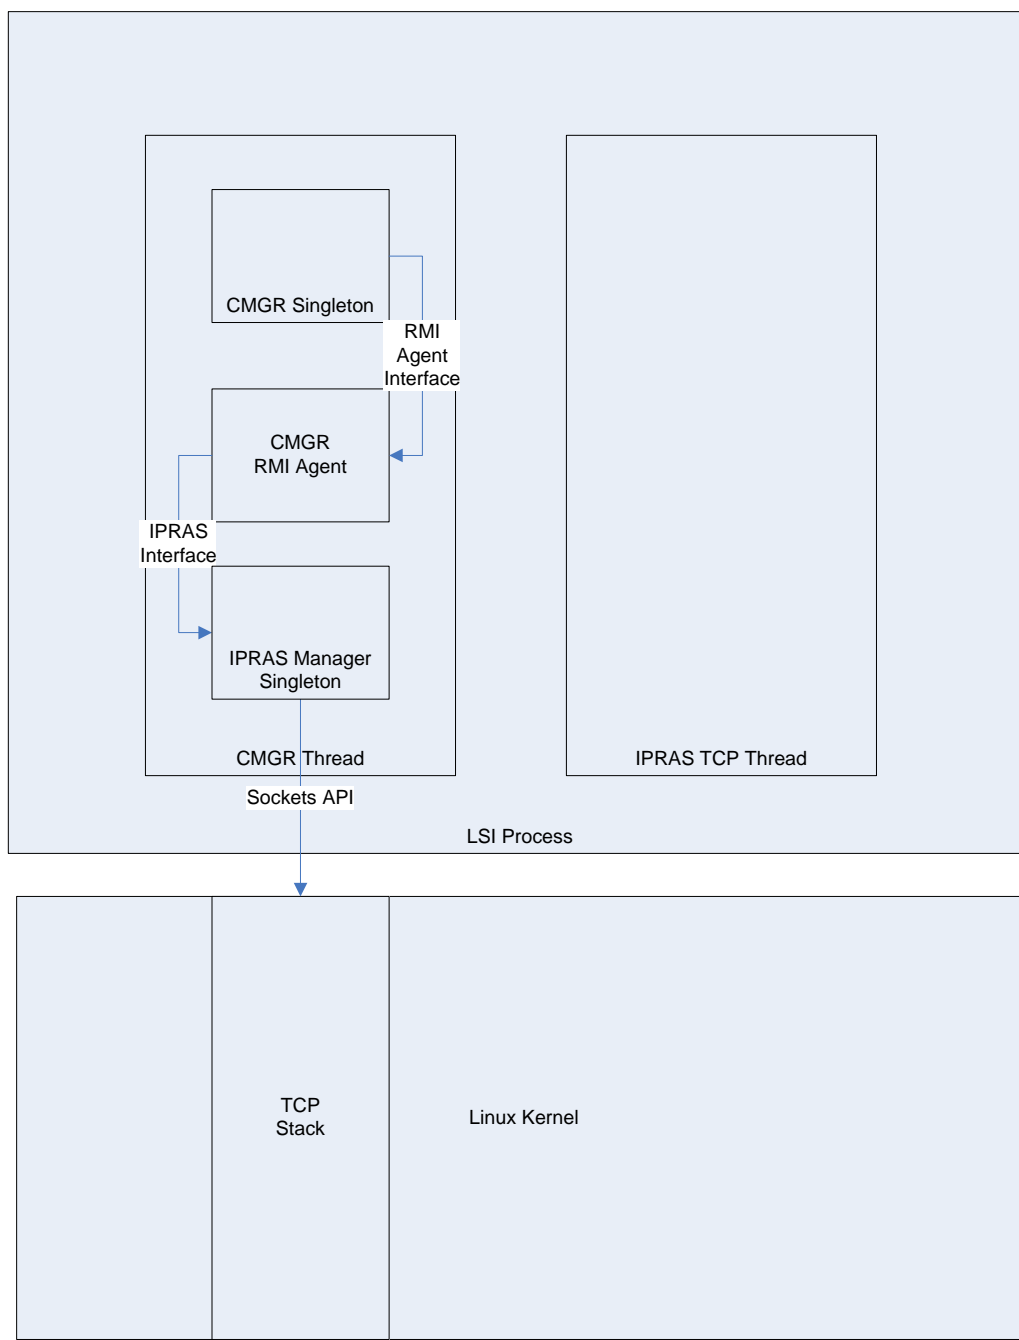 CMGR Singleton
RMI
Agent
Interface
CMGR
RMI Agent
IPRAS
Interface
IPRAS Manager
Singleton
CMGR Thread
IPRAS TCP Thread
Sockets API
LSI Process
TCP
Stack
Linux Kernel